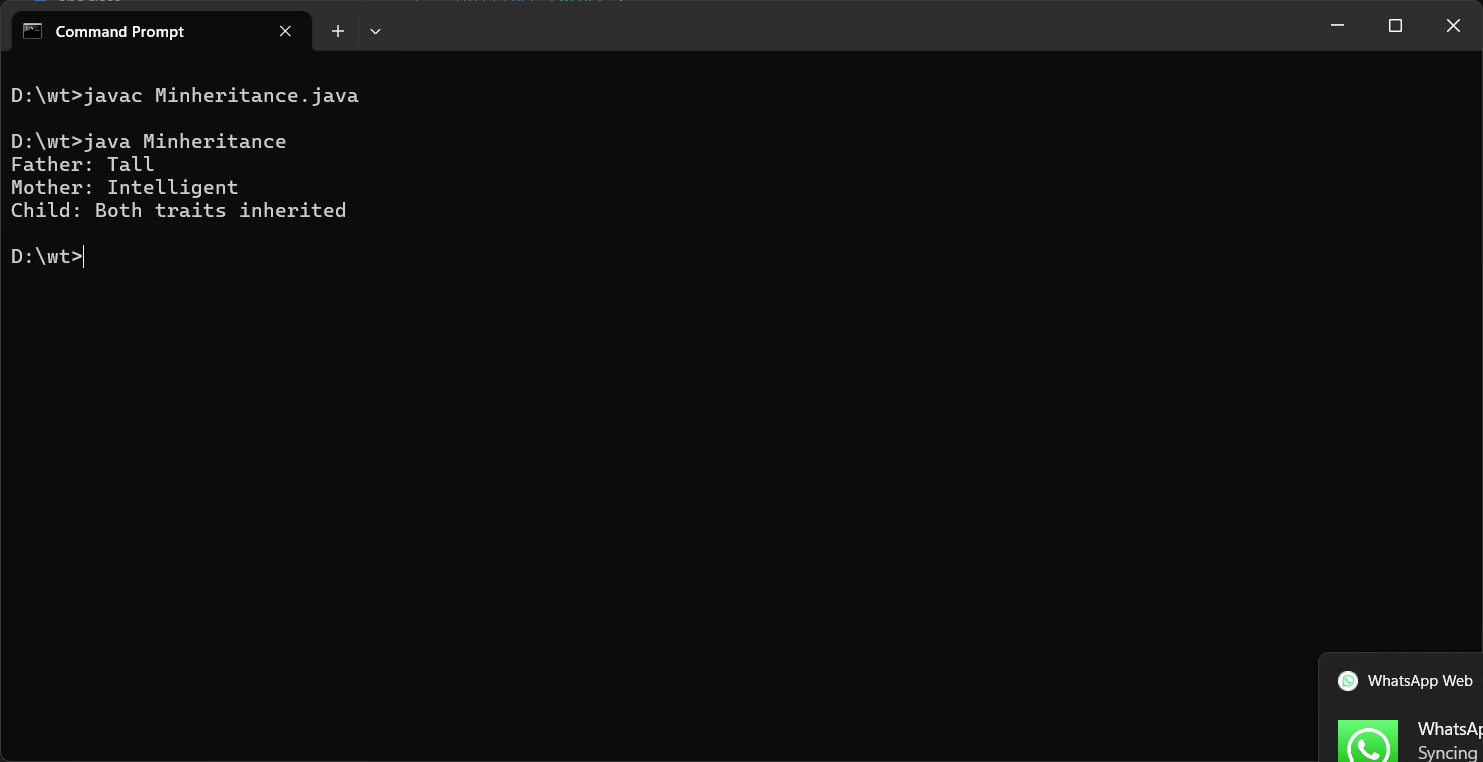 Command Prompt
D:\wt>javac Minheritance.java
D:\wt>java Minheritance
Father: Tall
Mother: Intelligent
Child: Both traits inherited
D:\wt>
WhatsApp Web
WhatsAp
Syncing